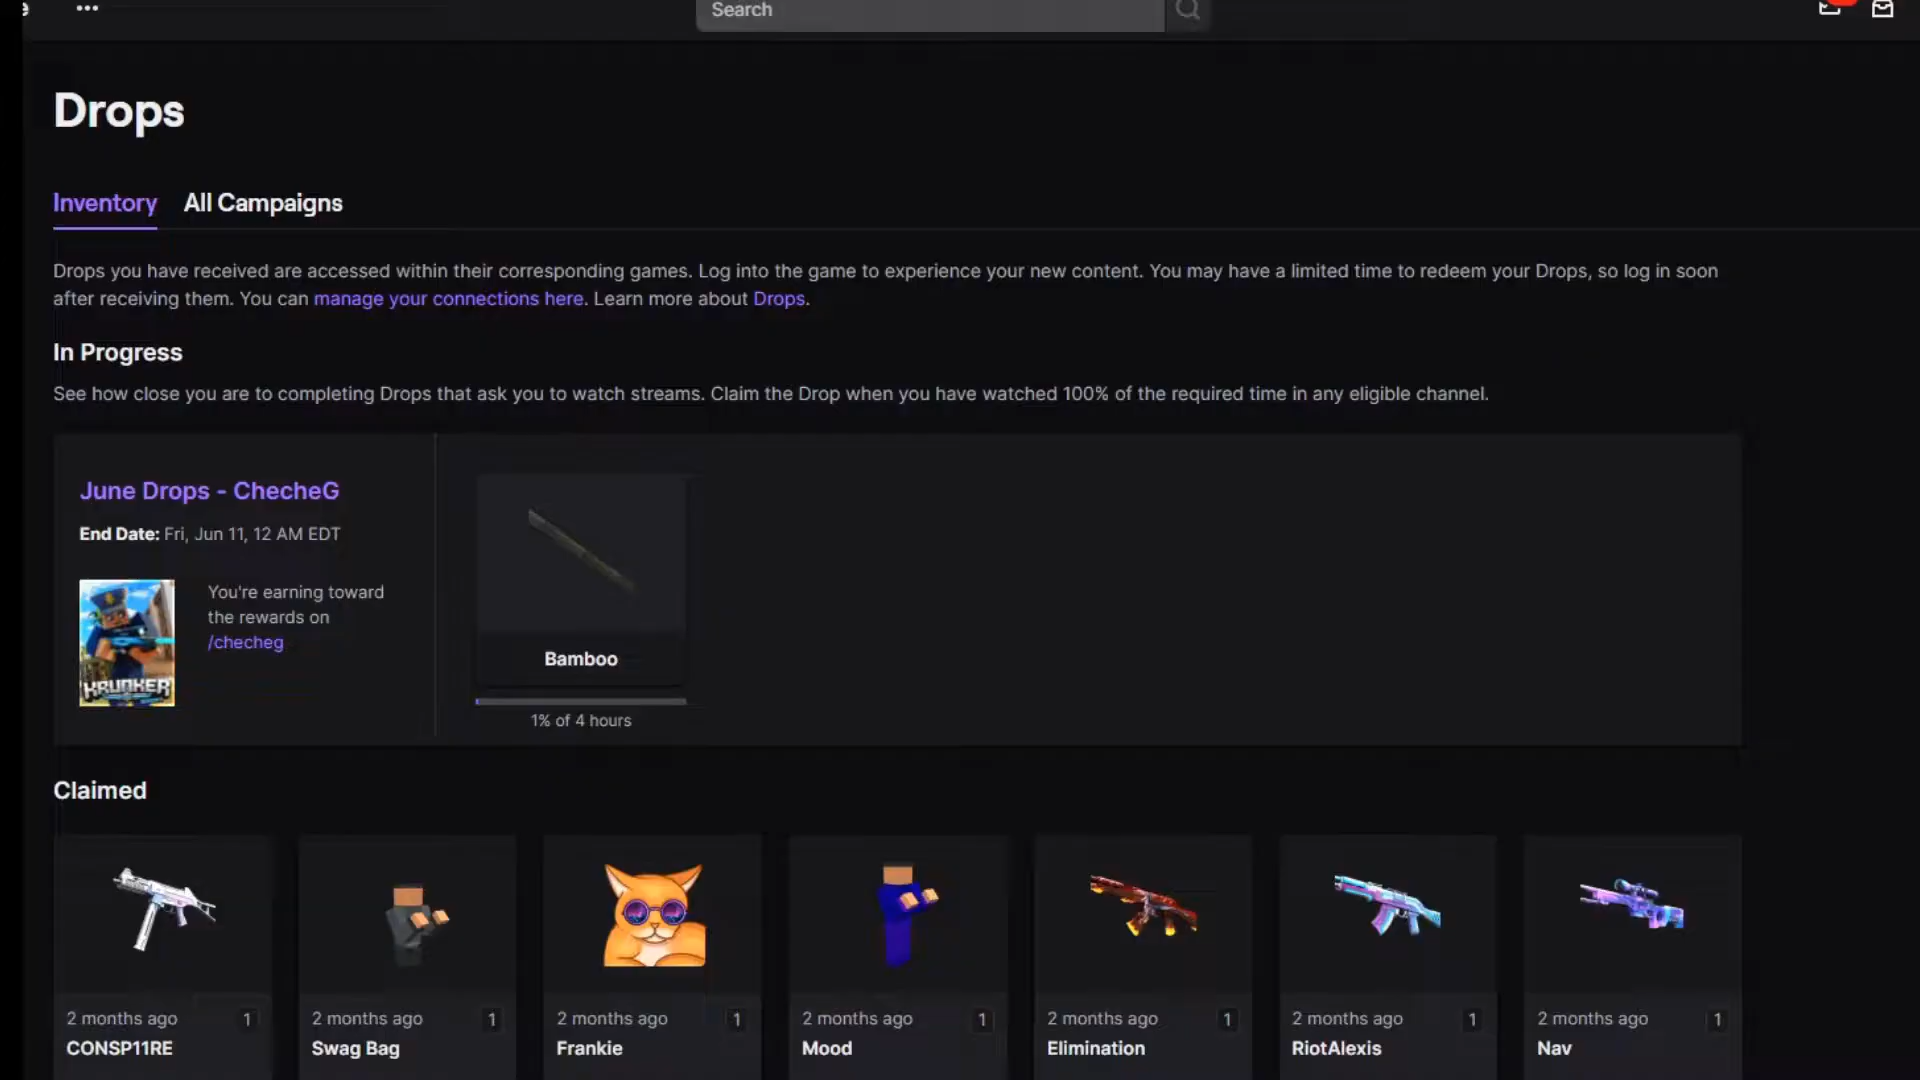 Search
Drops
Inventory
All Campaigns
Drops you have received are accessed within their corresponding games. Log into the game to experience your new content. You may have a limited time to redeem your Drops, so log in soon
after receiving them. You can manage your connections here. Learn more about Drops.
In Progress
See how close you are to completing Drops that ask you to watch streams. Claim the Drop when you have watched 100% of the required time in any eligible channel.
June Drops - ChecheG
End Date: Fri, Jun 11, 12 AM EDT
You're earning toward
the rewards on
/checheg
KRUNKER
Bamboo
1% of 4 hours
Claimed
2 months ago 1
CONSP11RE
2 months ago 1
Swag Bag
2 months ago 1
Frankie
2 months ago 1
Mood
2 months ago 1
Elimination
2 months ago 1
RiotAlexis
2 months ago 1
Nav